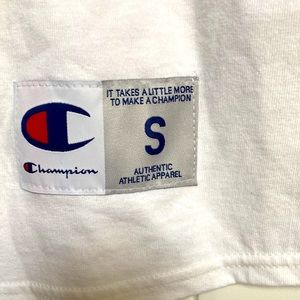 IT TAKES A LITTLE MORE
TO MAKE A CHAMPION
S
Champion
AUTHENTIC
ATHLETIC APPAREL